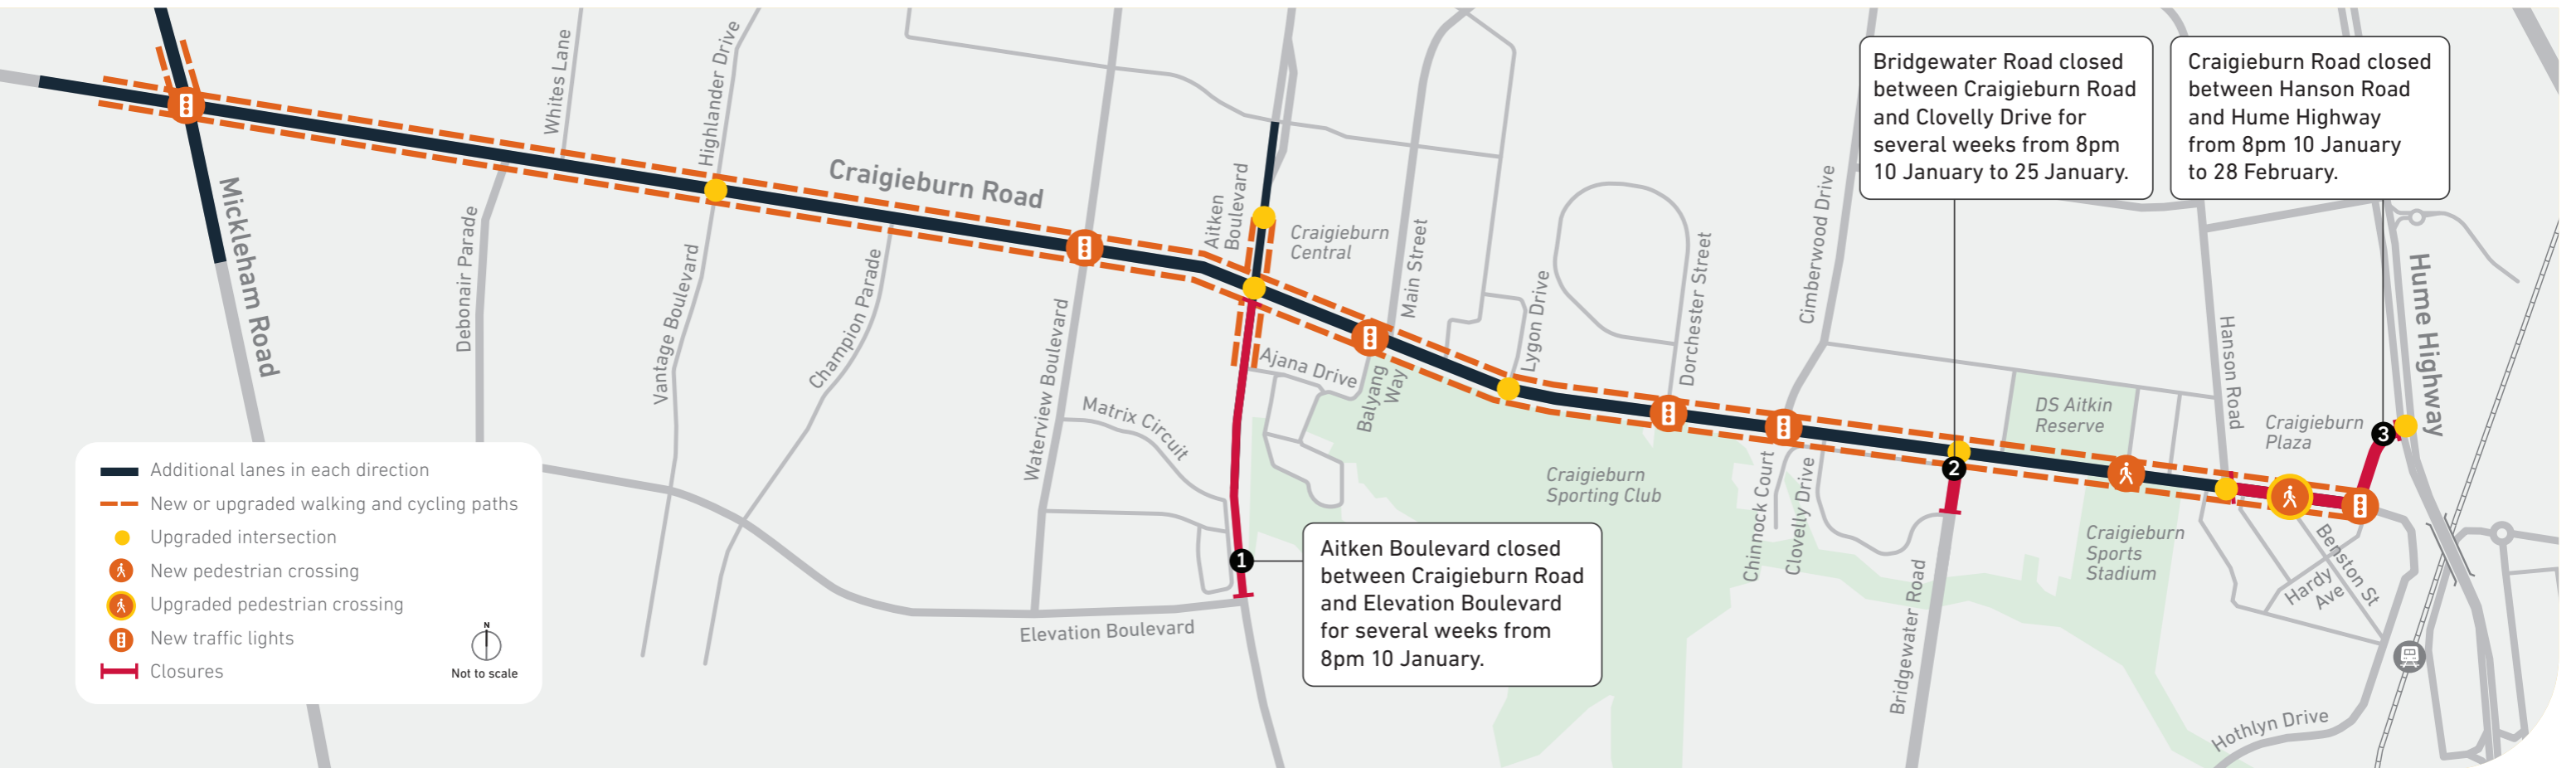 Bridgewater Road closed
between Craigieburn Road
and Clovelly Drive for
several weeks from 8pm
10 January to 25 January.
Craigieburn Road closed
between Hanson Road
and Hume Highway
from 8pm 10 January
to 28 February.
Whites Lane
Highlander Drive
Craigieburn Road
Mickleham Road
Debonair Parade
Vantage Boulevard
Champion Parade
Waterview Boulevard
Aitken
Boulevard
Craigieburn
Central
Main Street
Ajana Drive
Balyang
Way
Matrix Circuit
Lygon Drive
Dorchester Street
Cimberwood Drive
Craigieburn
Sporting Club
Chinnock Court
Clovelly Drive
2
DS Aitkin
Reserve
Hanson Road
Craigieburn
Plaza
3
Hume Highway
Craigieburn
Sports
Stadium
Benston St
Hardy
Ave
Bridgewater Road
Hothlyn Drive
Elevation Boulevard
1
Aitken Boulevard closed
between Craigieburn Road
and Elevation Boulevard
for several weeks from
8pm 10 January.
Additional lanes in each direction
New or upgraded walking and cycling paths
Upgraded intersection
New pedestrian crossing
Upgraded pedestrian crossing
New traffic lights
Closures
N
Not to scale